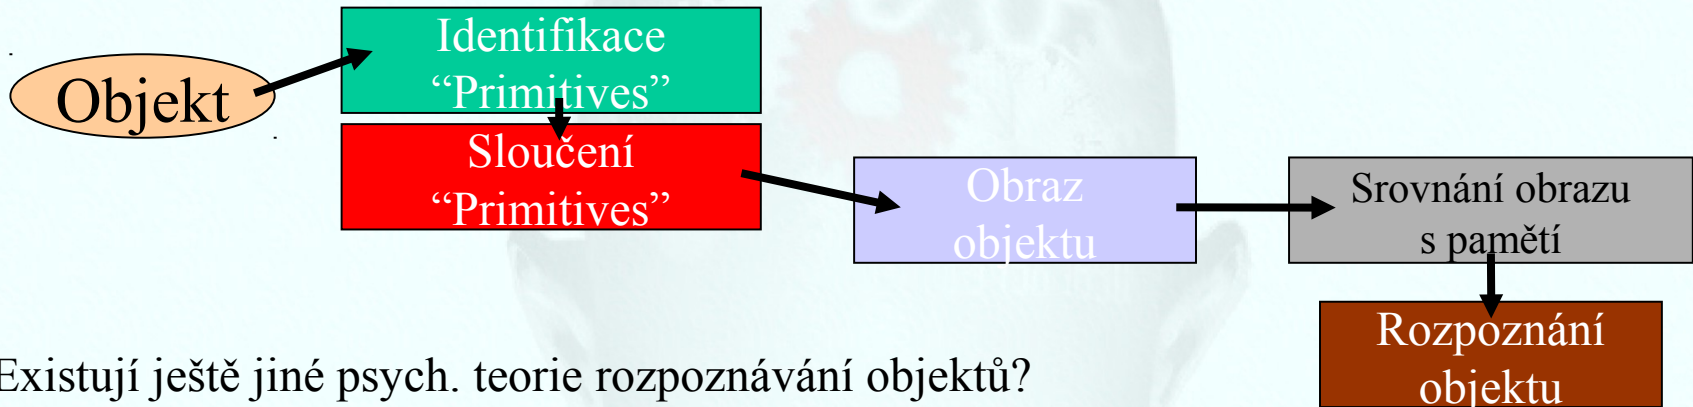 Objekt
Identifikace
“Primitives”
Sloučení
“Primitives”
Obraz
objektu
Srovnání obrazu
s pamětí
Rozpoznání
objektu
Existují ještě jiné psych. teorie rozpoznávání objektů?